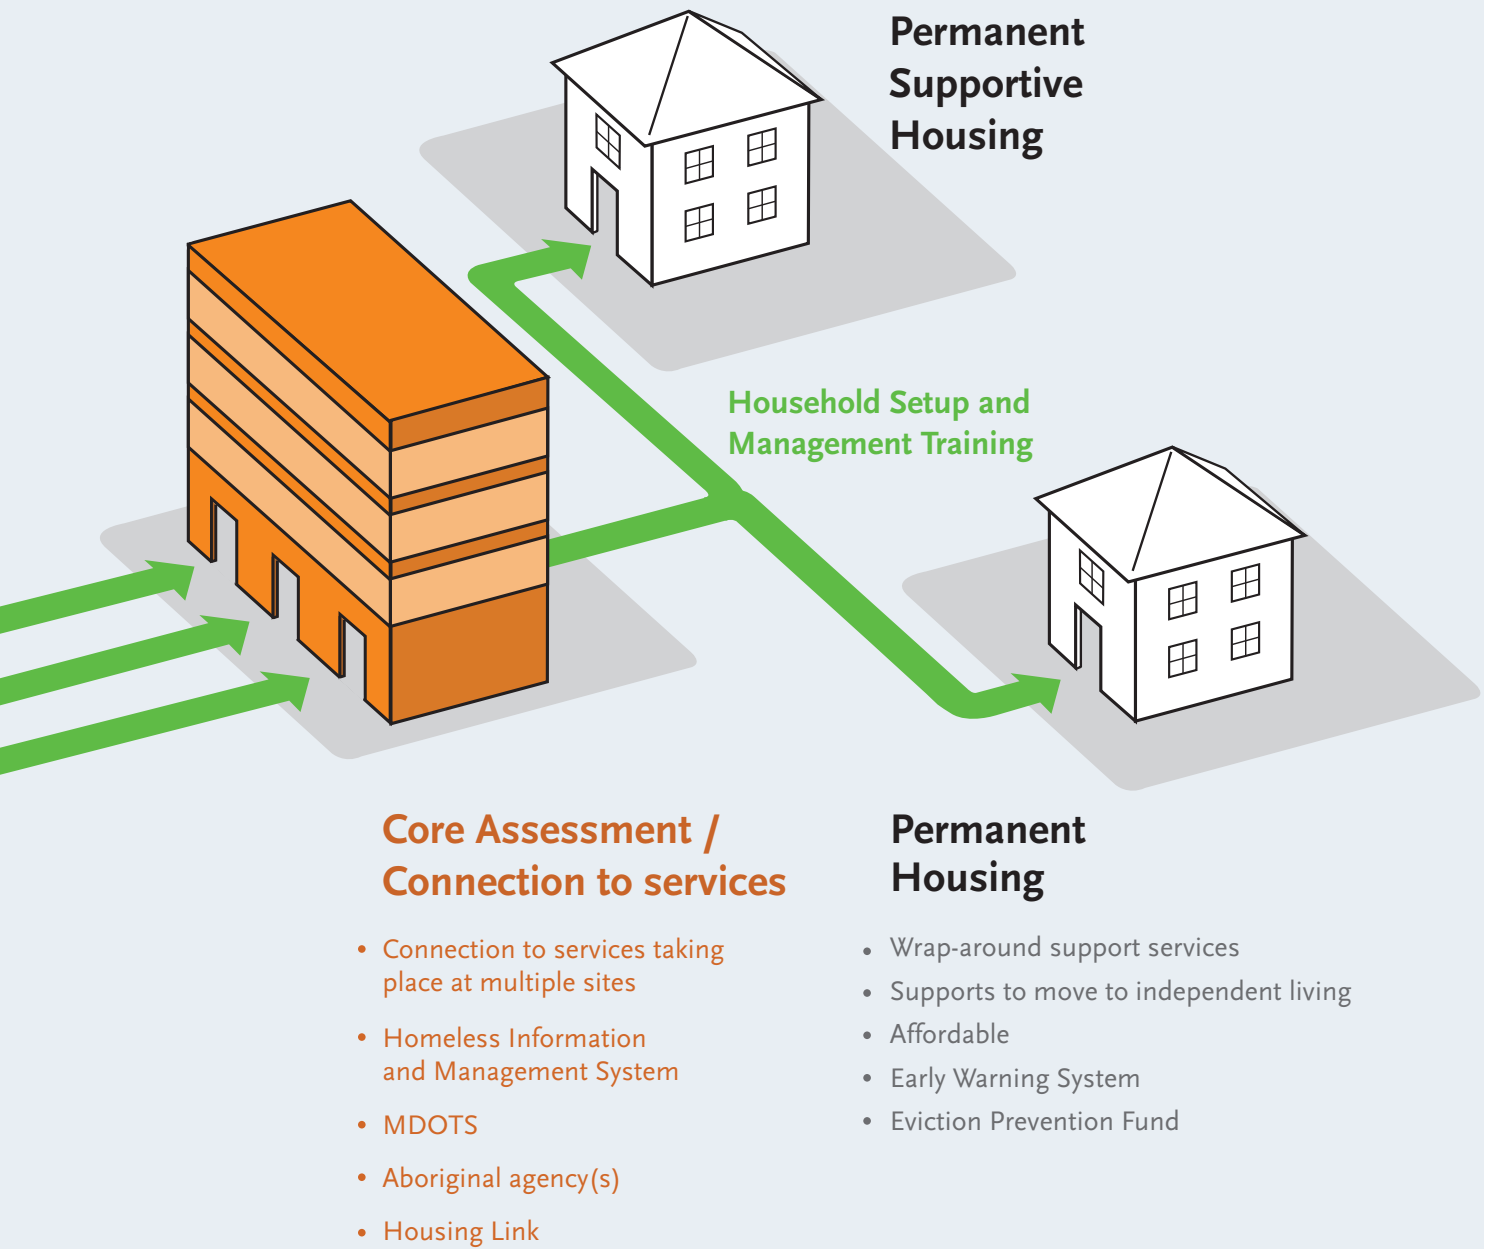 Permanent
Supportive
Housing
Household Setup and
Management Training
Core Assessment /
Connection to services
• Connection to services taking
place at multiple sites
• Homeless Information
and Management System
• MDOTS
• Aboriginal agency(s)
• Housing Link
Permanent
Housing
• Wrap-around support services
• Supports to move to independent living
• Affordable
• Early Warning System
• Eviction Prevention Fund